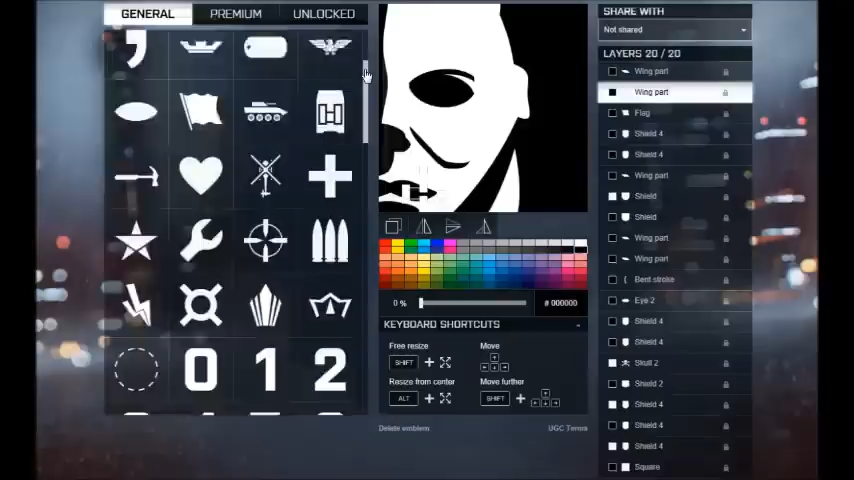 GENERAL PREMIUM UNLOCKED
0 1 2
0 % # 000000
KEYBOARD SHORTCUTS
Free resize Move
SHIFT +
Resize from center Move further
ALT + SHIFT +
Delete emblem UGC Terms
SHARE WITH
Not shared
LAYERS 20 / 20
Wing part
Wing part
Flag
Shield 4
Shield 4
Wing part
Shield
Shield
Wing part
Wing part
Bent stroke
Eye 2
Shield 4
Shield 4
Skull 2
Shield 2
Shield 4
Shield 4
Shield 4
Square